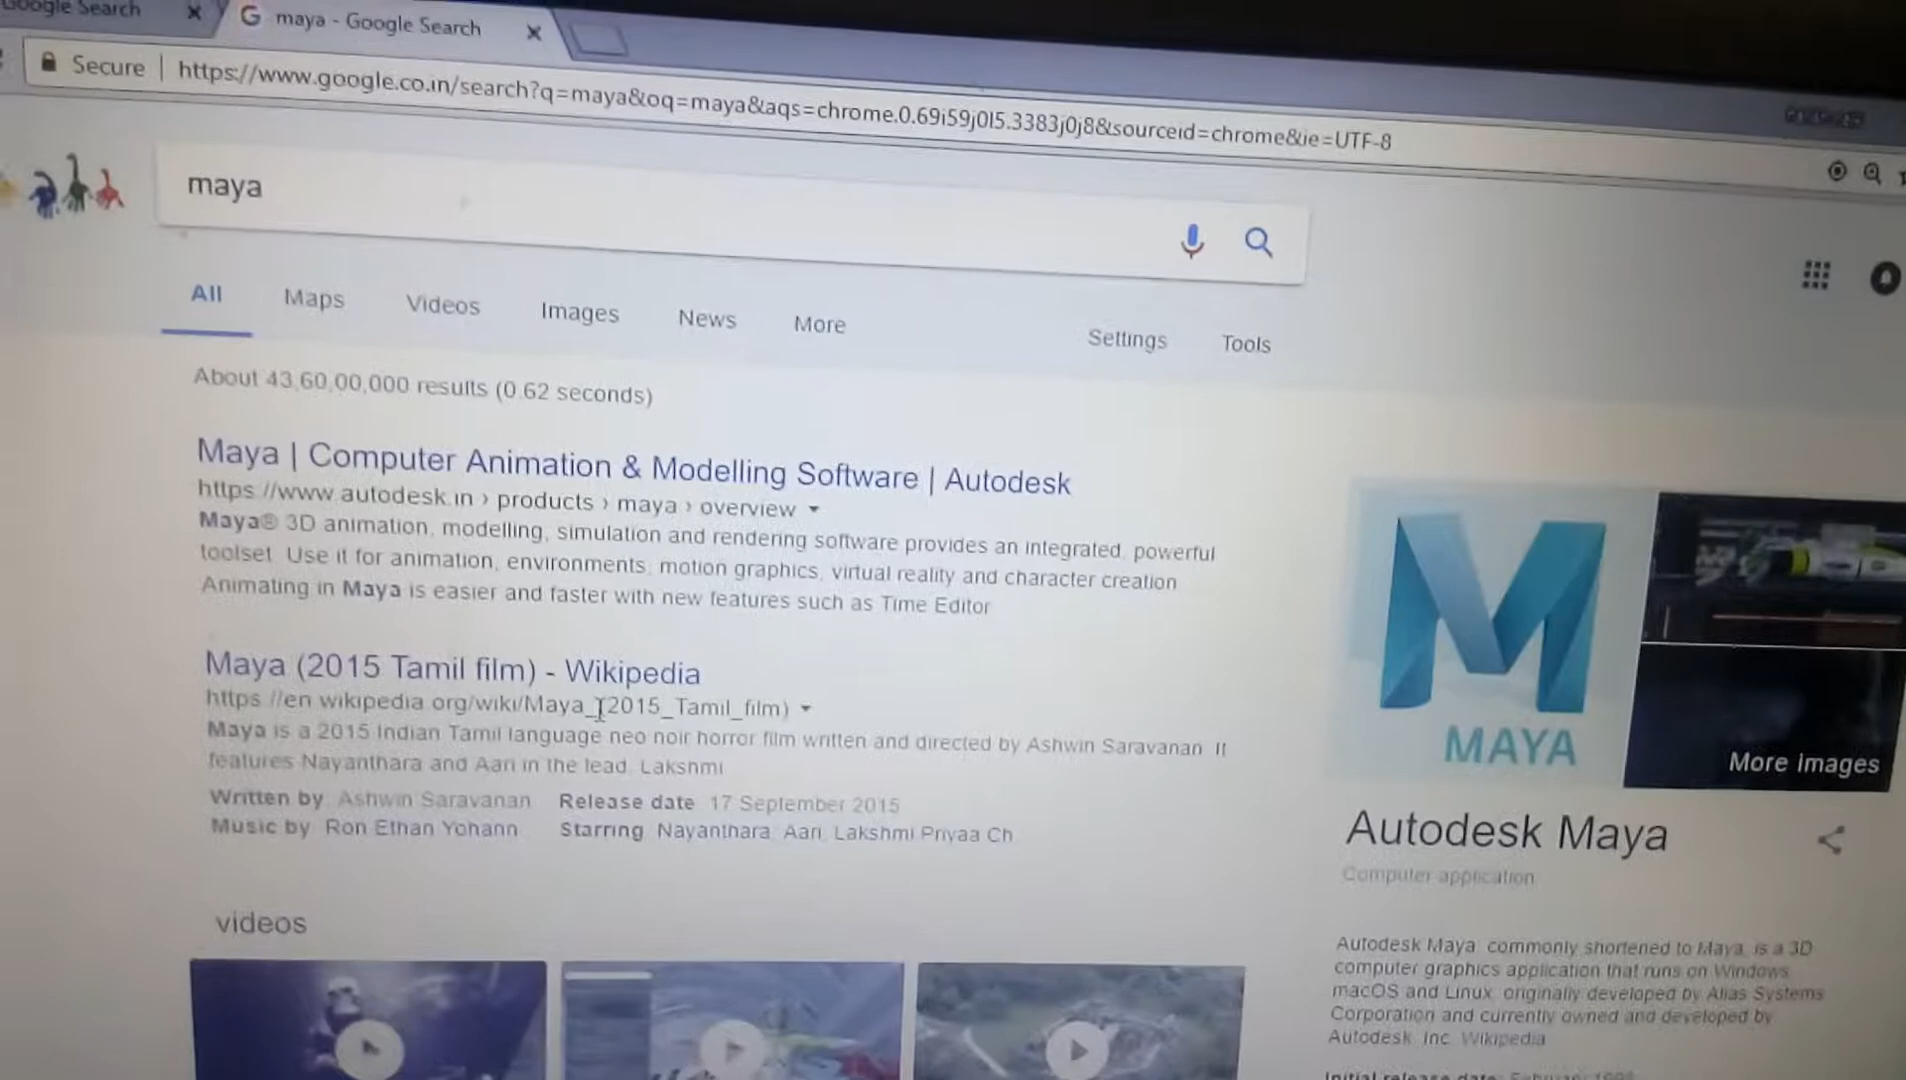 Google Search
maya - Google Search
Secure | https://www.google.co.in/search?q=maya&oq=maya&aqs=chrome.0.69i59j0l5.3383j0j8&sourceid=chrome&ie=UTF-8
maya
All Maps Videos Images News More Settings Tools
About 43,60,00,000 results (0.62 seconds)
Maya | Computer Animation & Modelling Software | Autodesk
https://www.autodesk.in › products › maya › overview
Maya® 3D animation, modelling, simulation and rendering software provides an integrated, powerful
toolset. Use it for animation, environments, motion graphics, virtual reality and character creation
Animating in Maya is easier and faster with new features such as Time Editor
Maya (2015 Tamil film) - Wikipedia
https://en.wikipedia.org/wiki/Maya_(2015_Tamil_film)
Maya is a 2015 Indian Tamil language neo noir horror film written and directed by Ashwin Saravanan. It
features Nayanthara and Aari in the lead, Lakshmi
Written by: Ashwin Saravanan Release date: 17 September 2015
Music by: Ron Ethan Yohann Starring: Nayanthara, Aari, Lakshmi Priyaa Ch
videos
MAYA
More images
Autodesk Maya
Computer application
Autodesk Maya, commonly shortened to Maya, is a 3D
computer graphics application that runs on Windows,
macOS and Linux, originally developed by Alias Systems
Corporation and currently owned and developed by
Autodesk, Inc. Wikipedia
Initial release date: February 1998